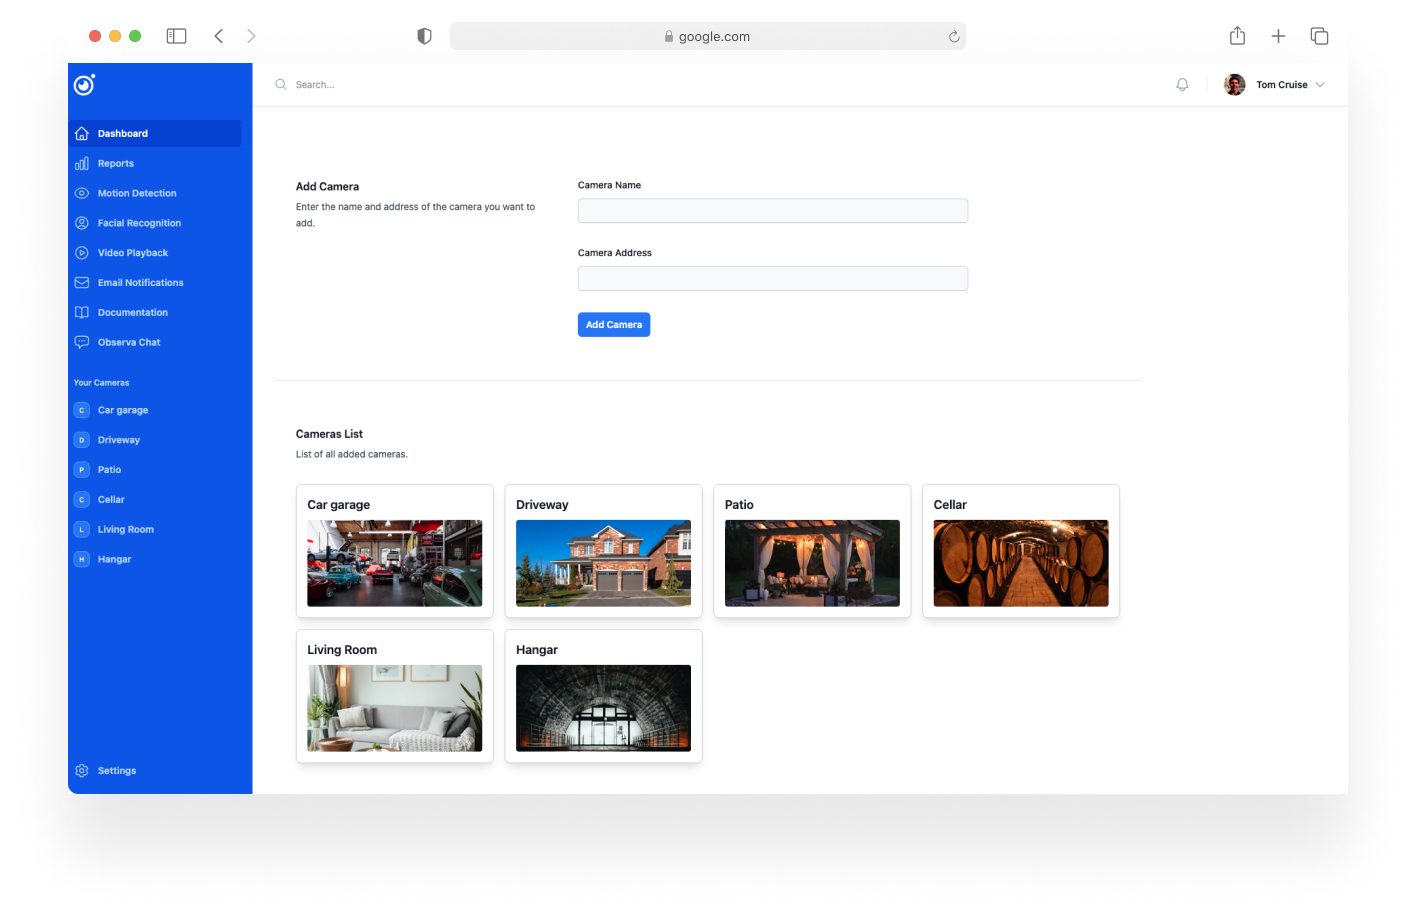 google.com
Search...
Tom Cruise
Dashboard
Reports
Motion Detection
Facial Recognition
Video Playback
Email Notifications
Documentation
Observa Chat
Your Cameras
C Car garage
D Driveway
P Patio
C Cellar
L Living Room
H Hangar
Settings
Add Camera
Enter the name and address of the camera you want to
add.
Camera Name
Camera Address
Add Camera
Cameras List
List of all added cameras.
Car garage
Driveway
Patio
Cellar
Living Room
Hangar